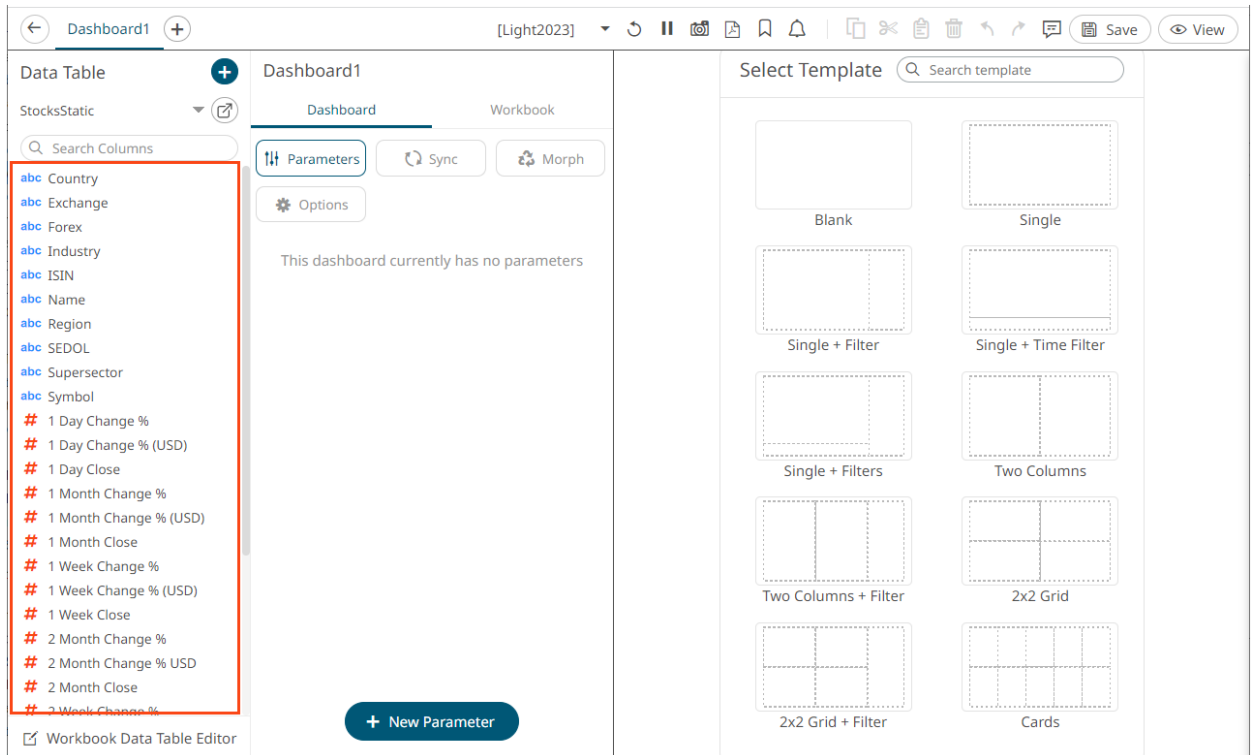 Dashboard1
[Light2023]
Save
View
Data Table
StocksStatic
Search Columns
abc Country
abc Exchange
abc Forex
abc Industry
abc ISIN
abc Name
abc Region
abc SEDOL
abc Supersector
abc Symbol
# 1 Day Change %
# 1 Day Change % (USD)
# 1 Day Close
# 1 Month Change %
# 1 Month Change % (USD)
# 1 Month Close
# 1 Week Change %
# 1 Week Change % (USD)
# 1 Week Close
# 2 Month Change %
# 2 Month Change % USD
# 2 Month Close
# 2 Week Change %
Workbook Data Table Editor
Dashboard1
Dashboard Workbook
Parameters Sync Morph
Options
This dashboard currently has no parameters
+ New Parameter
Select Template
Search template
Blank Single
Single + Filter Single + Time Filter
Single + Filters Two Columns
Two Columns + Filter 2x2 Grid
2x2 Grid + Filter Cards